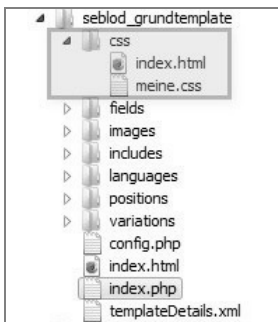 seblod_grundtemplate
css
index.html
meine.css
fields
images
includes
languages
positions
variations
config.php
index.html
index.php
templateDetails.xml